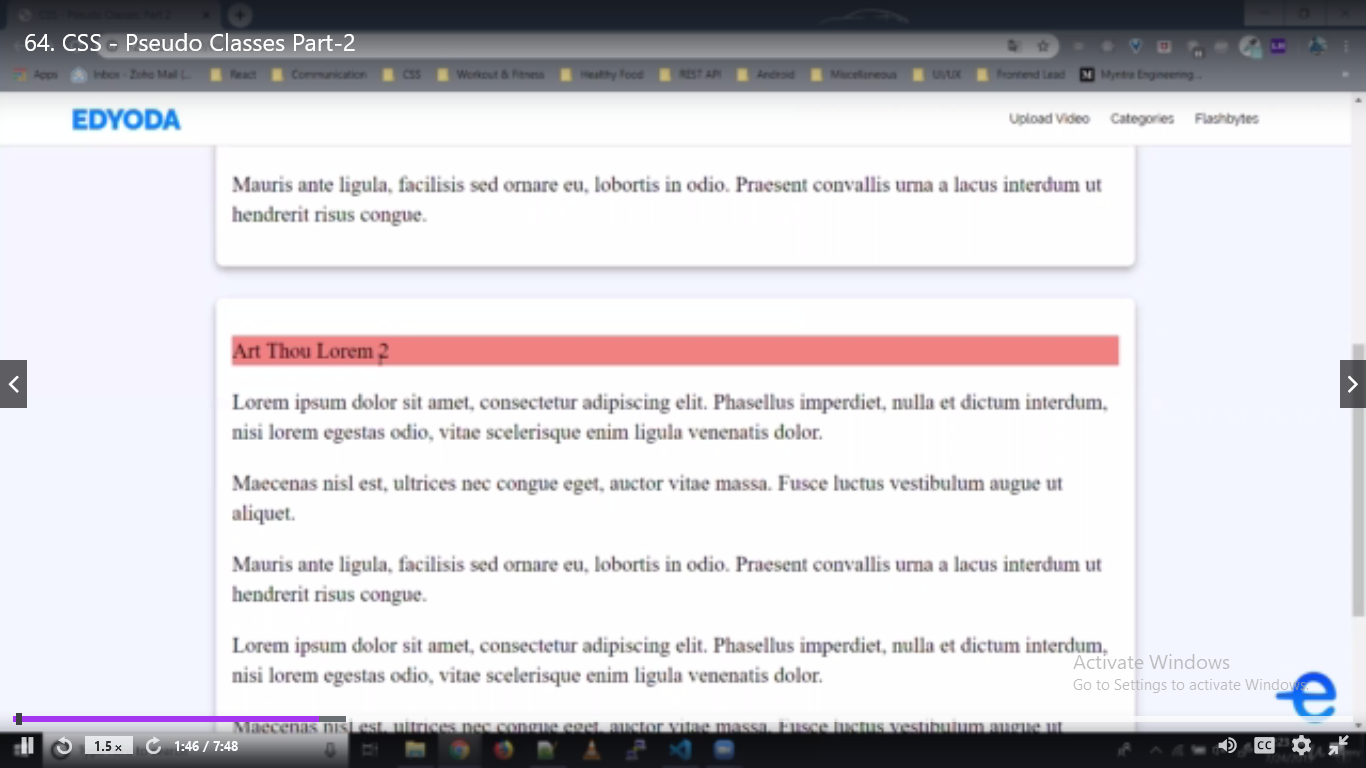 CSS - Pseudo Classes Part-2
64. CSS - Pseudo Classes Part-2
Apps Inbox - Zoho Mail (... React Communication CSS Workout & Fitness Healthy Food REST API Android Miscellaneous UI/UX Frontend Lead M Myntra Engineering...
EDYODA Upload Video Categories Flashbytes
Mauris ante ligula, facilisis sed ornare eu, lobortis in odio. Praesent convallis urna a lacus interdum ut
hendrerit risus congue.
Art Thou Lorem 2
Lorem ipsum dolor sit amet, consectetur adipiscing elit. Phasellus imperdiet, nulla et dictum interdum,
nisi lorem egestas odio, vitae scelerisque enim ligula venenatis dolor.
Maecenas nisl est, ultrices nec congue eget, auctor vitae massa. Fusce luctus vestibulum augue ut
aliquet.
Mauris ante ligula, facilisis sed ornare eu, lobortis in odio. Praesent convallis urna a lacus interdum ut
hendrerit risus congue.
Lorem ipsum dolor sit amet, consectetur adipiscing elit. Phasellus imperdiet, nulla et dictum interdum,
nisi lorem egestas odio, vitae scelerisque enim ligula venenatis dolor.
Activate Windows
Go to Settings to activate Windows.
Maecenas nisl est, ultrices nec congue eget, auctor vitae massa. Fusce luctus vestibulum augue ut
1.5 x 1:46 / 7:48 CC